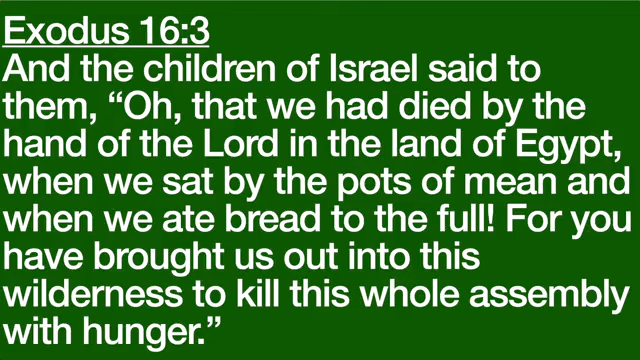 Exodus 16:3
And the children of Israel said to
them, “Oh, that we had died by the
hand of the Lord in the land of Egypt,
when we sat by the pots of mean and
when we ate bread to the full! For you
have brought us out into this
wilderness to kill this whole assembly
with hunger.”